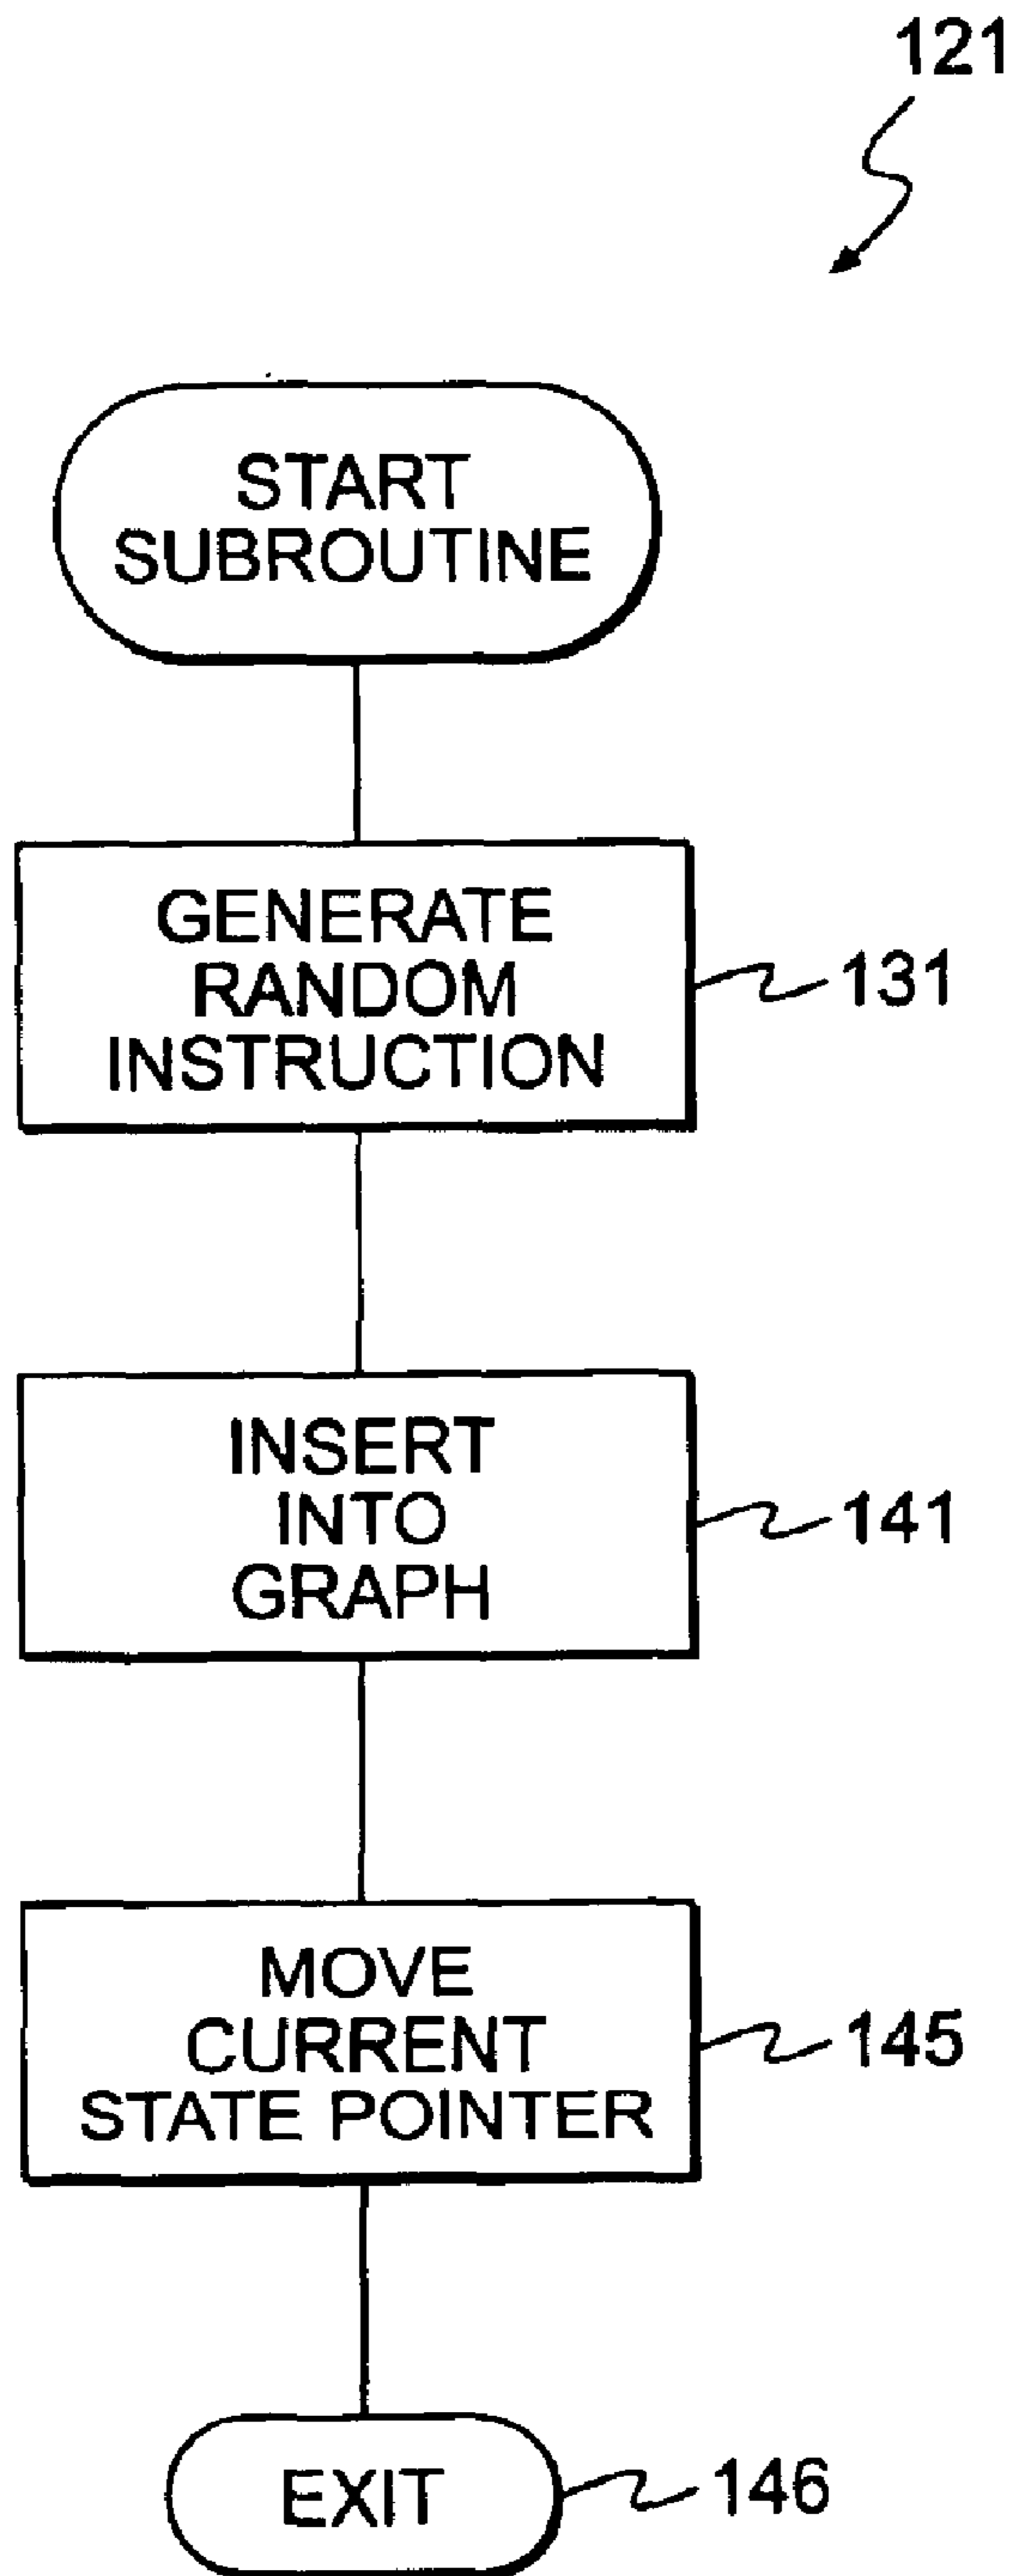 121
START
SUBROUTINE
GENERATE
RANDOM
INSTRUCTION
131
INSERT
INTO
GRAPH
141
MOVE
CURRENT
STATE POINTER
145
EXIT
146